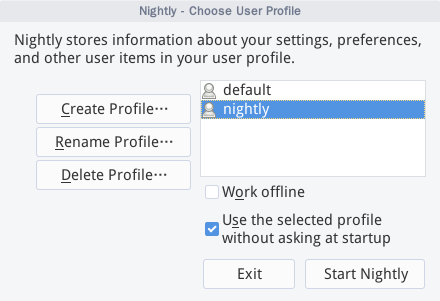 Nightly - Choose User Profile
Nightly stores information about your settings, preferences,
and other user items in your user profile.
default
nightly
Create Profile⋯
Rename Profile⋯
Delete Profile⋯
Work offline
Use the selected profile
without asking at startup
Exit
Start Nightly